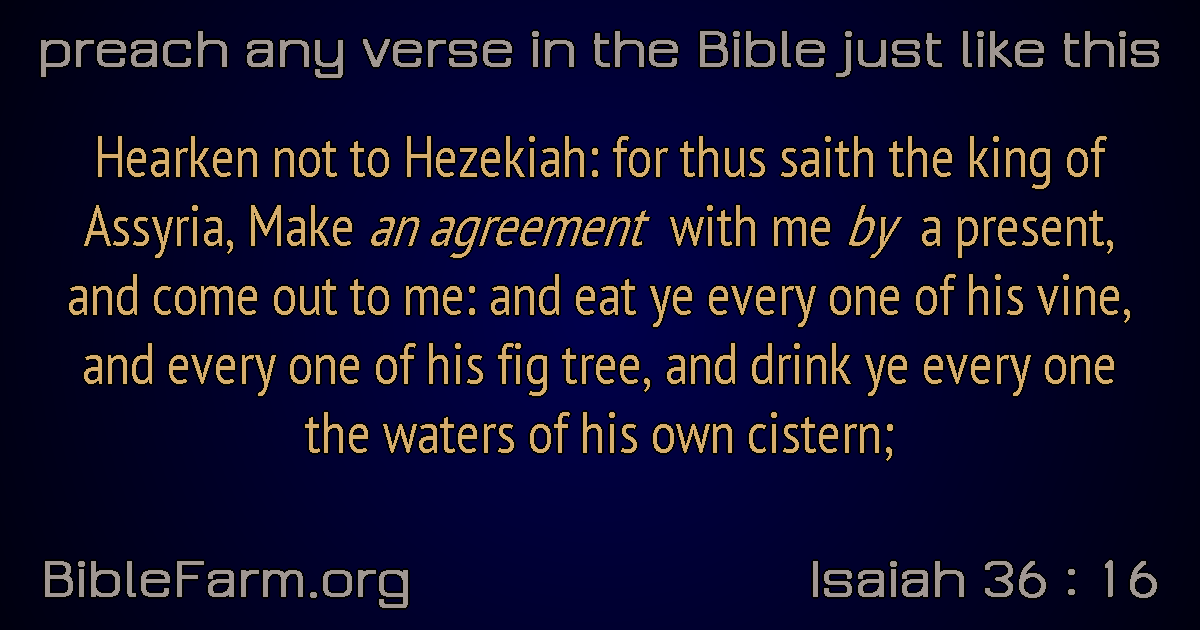 preach any verse in the Bible just like this
Hearken not to Hezekiah: for thus saith the king of
Assyria, Make an agreement with me by a present,
and come out to me: and eat ye every one of his vine,
and every one of his fig tree, and drink ye every one
the waters of his own cistern;
BibleFarm.org
Isaiah 36 : 16